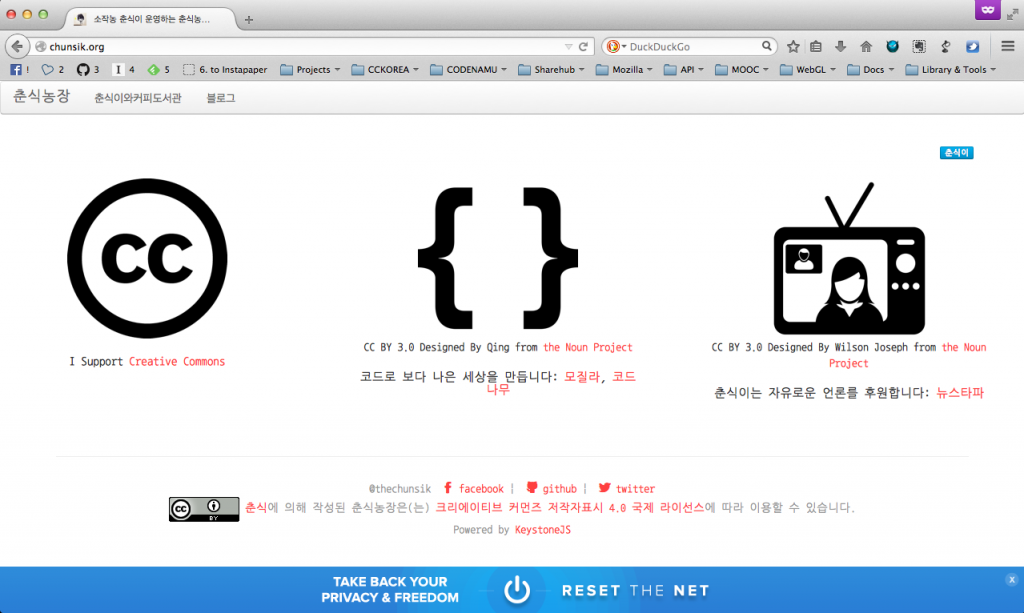 소작농 춘식이 운영하는 춘식농...
chunsik.org
DuckDuckGo
!
2
3
I 4
5
6. to Instapaper
Projects
CCKOREA
CODENAMU
Sharehub
Mozilla
API
MOOC
WebGL
Docs
Library & Tools
춘식농장
춘식이와커피도서관
블로그
춘식이
CC
{ }
I Support Creative Commons
CC BY 3.0 Designed By Qing from the Noun Project
코드로 보다 나은 세상을 만듭니다: 모질라, 코드
나무
CC BY 3.0 Designed By Wilson Joseph from the Noun
Project
춘식이는 자유로운 언론를 후원합니다: 뉴스타파
@thechunsik facebook | github | twitter
CC BY
춘식에 의해 작성된 춘식농장은(는) 크리에이티브 커먼즈 저작자표시 4.0 국제 라이선스에 따라 이용할 수 있습니다.
Powered by KeystoneJS
TAKE BACK YOUR
PRIVACY & FREEDOM
RESET THE NET
x